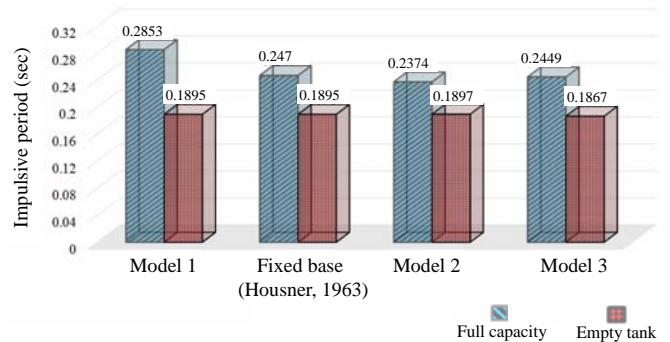 Impulsive period (sec)
0.32
0.28
0.24
0.2
0.16
0.12
0.08
0.04
0
0.2853
0.1895
0.247
0.1895
0.2374
0.1897
0.2449
0.1867
Model 1
Fixed base
(Housner, 1963)
Model 2
Model 3
Full capacity
Empty tank